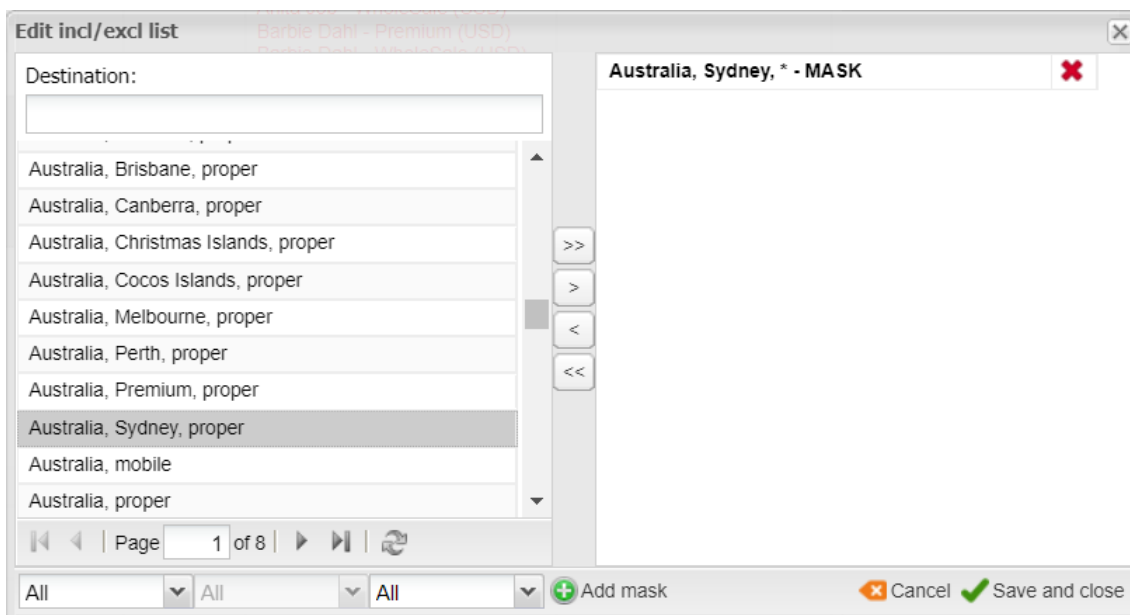 Edit incl/excl list
Barbie Dahl - Premium (USD)
Destination:
Australia, Sydney, * - MASK
Australia, Brisbane, proper
Australia, Canberra, proper
Australia, Christmas Islands, proper
Australia, Cocos Islands, proper
Australia, Melbourne, proper
Australia, Perth, proper
Australia, Premium, proper
Australia, Sydney, proper
Australia, mobile
Australia, proper
>>
>
<
<<
Page 1 of 8
All All All Add mask Cancel Save and close